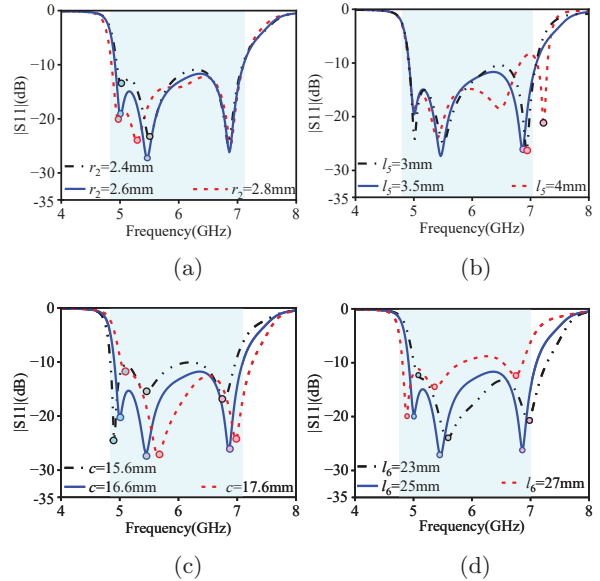 0
−10
−20
-30
-35
|S11|(dB)
r₂=2.4mm
r₂=2.6mm
r₂=2.8mm
4 5 6 7 8
Frequency(GHz)
(a)
0
−10
−20
-30
-35
|S11|(dB)
l₅=3mm
l₅=3.5mm
l₅=4mm
4 5 6 7 8
Frequency(GHz)
(b)
0
−10
−20
−30
-35
|S11|(dB)
c=15.6mm
c=16.6mm
c=17.6mm
4 5 6 7 8
Frequency(GHz)
(c)
0
−10
−20
−30
-35
|S11|(dB)
l₆=23mm
l₆=25mm
l₆=27mm
4 5 6 7 8
Frequency(GHz)
(d)